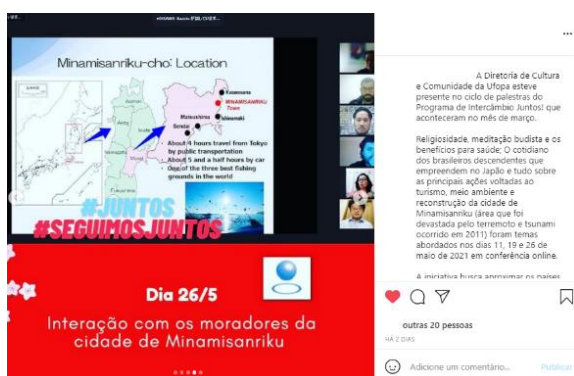 Minamisanriku-cho: Location
Kesennuma
MINAMISANRIKU
Town
Ishinomaki
Matsushima
Sendai
Fukushima
About 4 hours travel from Tokyo
by public transportation
About 5 and a half hours by car
One of the three best fishing
grounds in the world
#JUNTOS
#SEGUIMOSJUNTOS
Dia 26/5
Interação com os moradores da
cidade de Minamisanriku
A Diretoria de Cultura
e Comunidade da Ufopa esteve
presente no ciclo de palestras do
Programa de Intercâmbio Juntos! que
aconteceram no mês de março.
Religiosidade, meditação budista e os
benefícios para saúde; O cotidiano
dos brasileiros descendentes que
empreendem no Japão e tudo sobre
as principais ações voltadas ao
turismo, meio ambiente e
reconstrução da cidade de
Minamisanriku (área que foi
devastada pelo terremoto e tsunami
ocorrido em 2011) foram temas
abordados nos dias 11, 19 e 26 de
maio de 2021 em conferência online.
A iniciativa busca aproximar os países
outras 20 pessoas
HÁ 2 DIAS
Adicione um comentário... Publicar